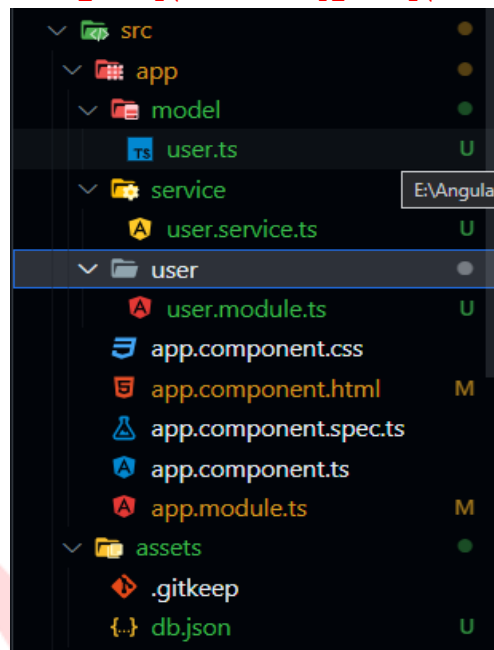 src
app
model
TS user.ts U
service E:\Angula
user.service.ts U
user
user.module.ts U
app.component.css
app.component.html M
app.component.spec.ts
app.component.ts
app.module.ts M
assets
.gitkeep
{..} db.json U